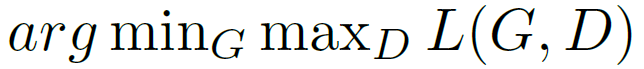 arg min_G max_D L(G, D)